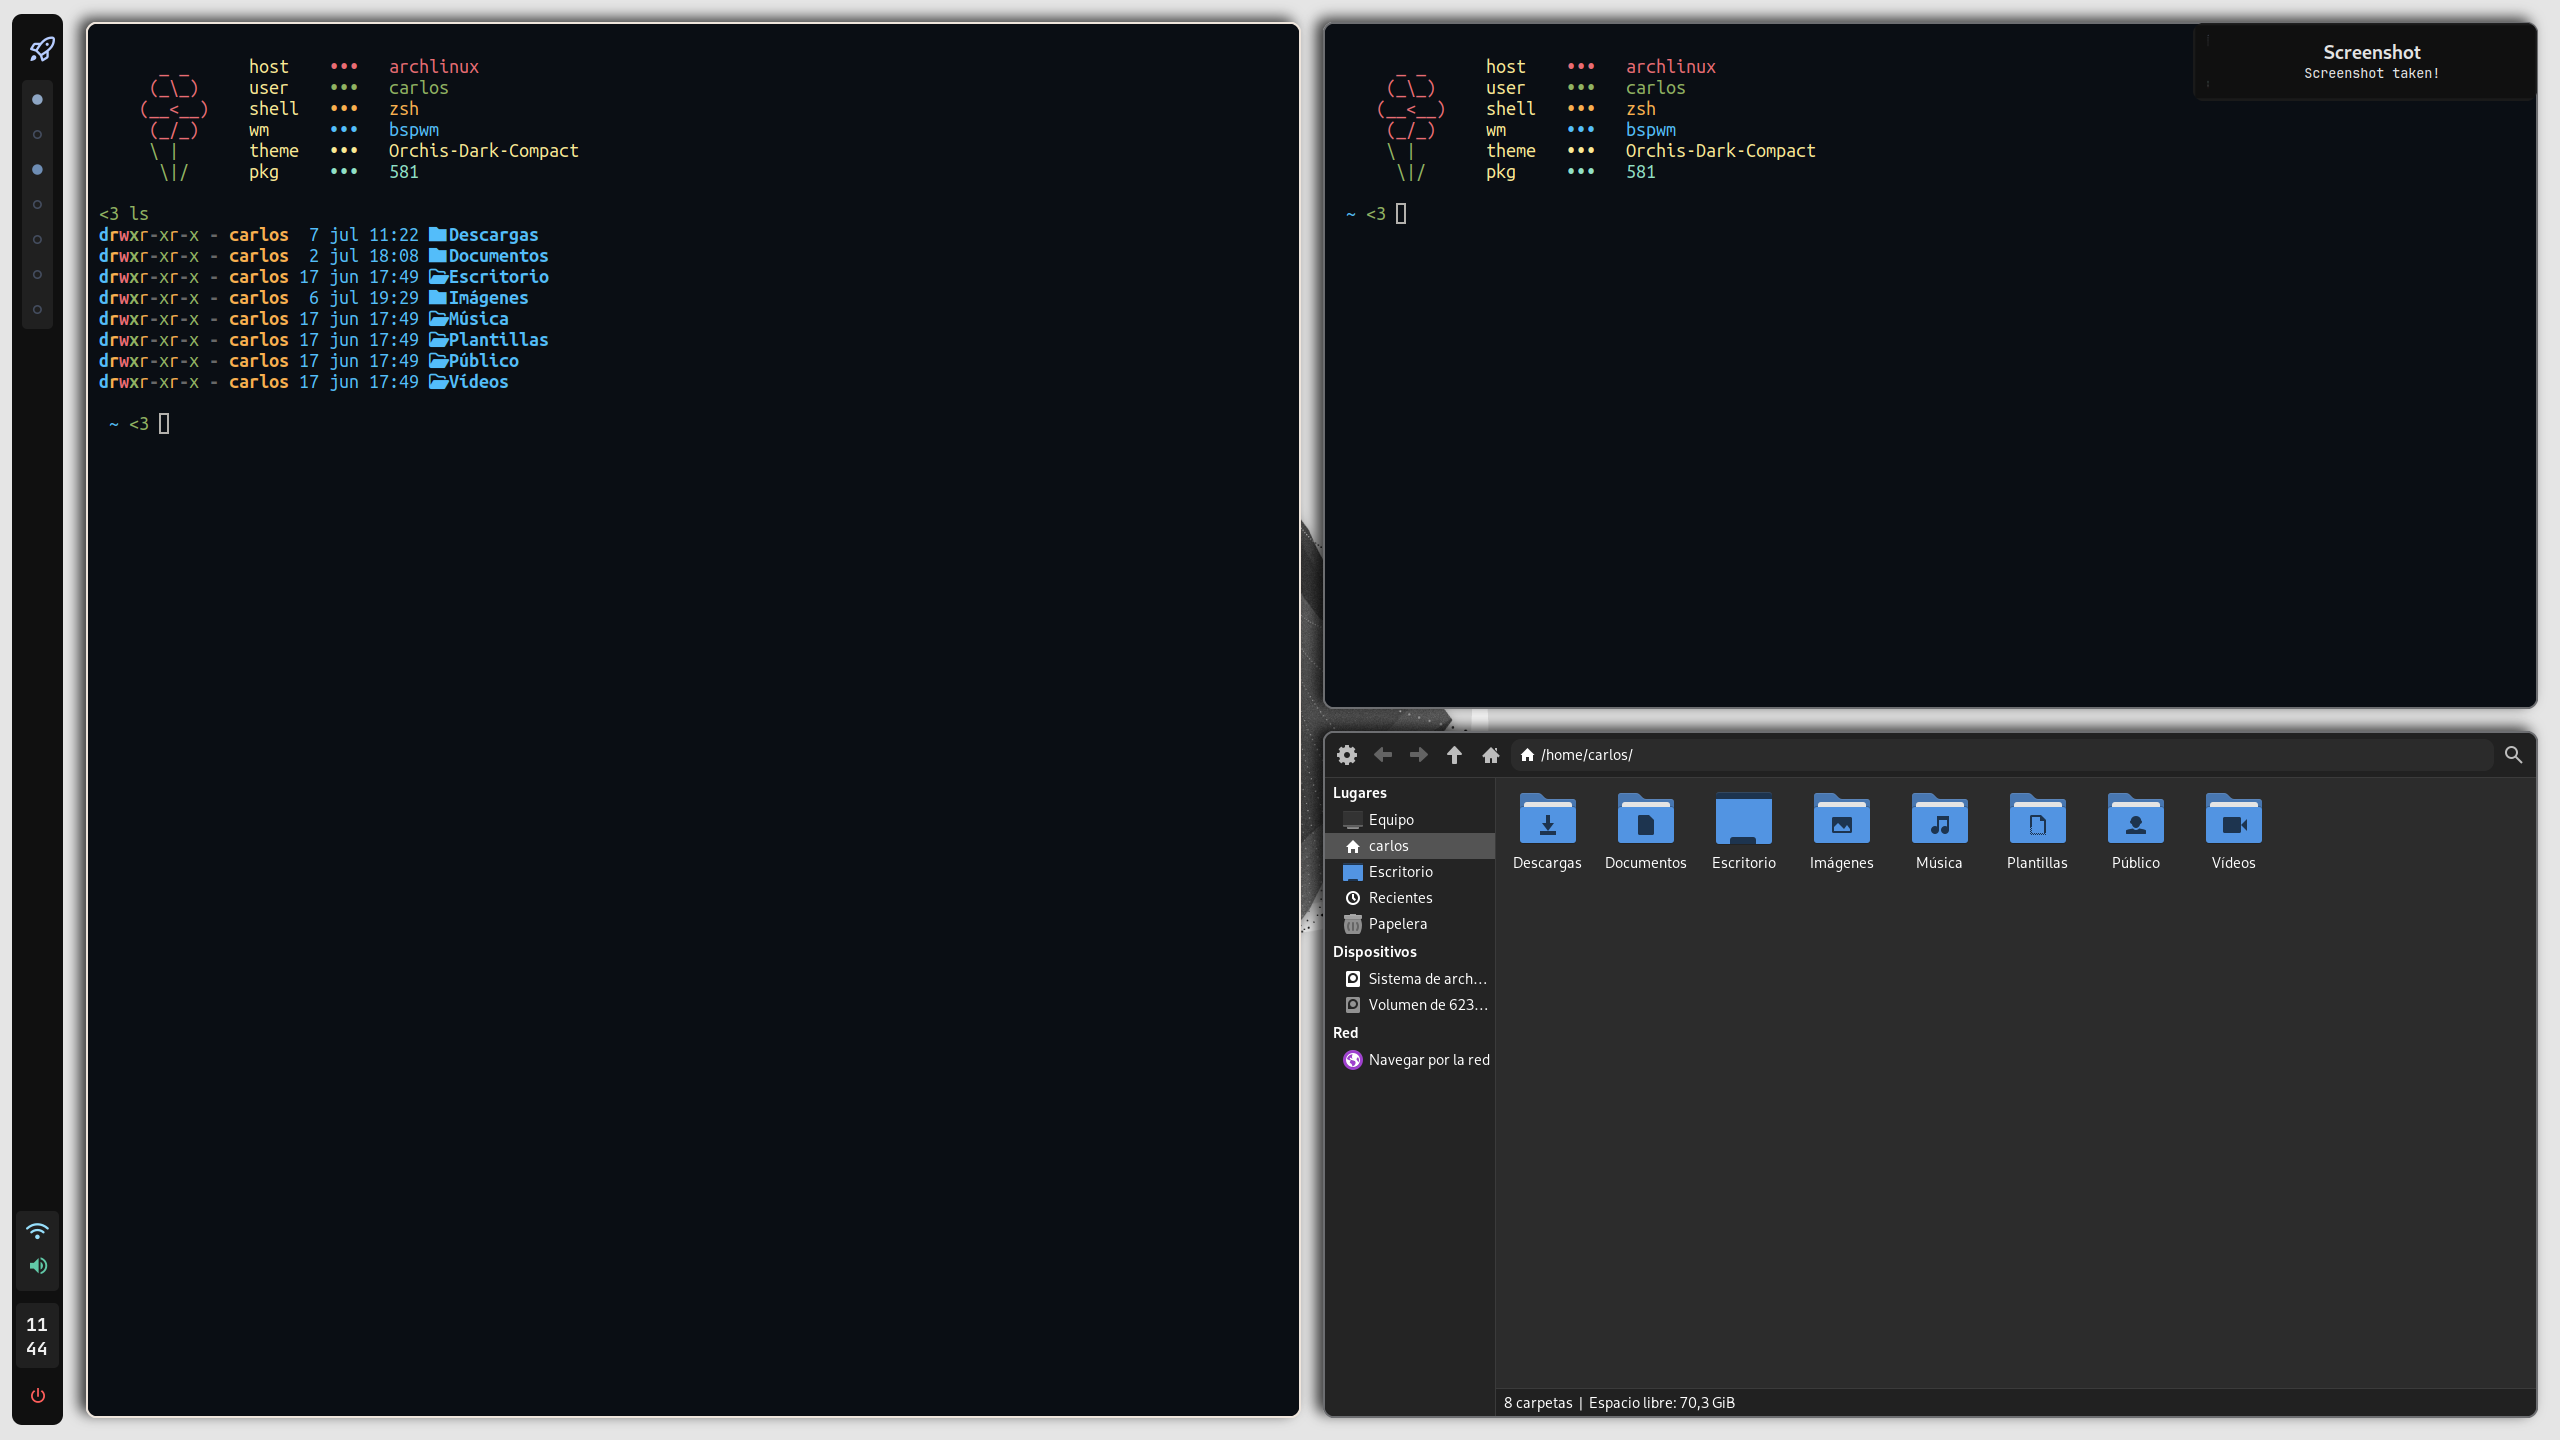 11
44
host ••• archlinux
user ••• carlos
shell ••• zsh
wm ••• bspwm
theme ••• Orchis-Dark-Compact
pkg ••• 581
<3 ls
drwxr-xr-x - carlos 7 jul 11:22 Descargas
drwxr-xr-x - carlos 2 jul 18:08 Documentos
drwxr-xr-x - carlos 17 jun 17:49 Escritorio
drwxr-xr-x - carlos 6 jul 19:29 Imágenes
drwxr-xr-x - carlos 17 jun 17:49 Música
drwxr-xr-x - carlos 17 jun 17:49 Plantillas
drwxr-xr-x - carlos 17 jun 17:49 Público
drwxr-xr-x - carlos 17 jun 17:49 Vídeos
~ <3
host ••• archlinux
user ••• carlos
shell ••• zsh
wm ••• bspwm
theme ••• Orchis-Dark-Compact
pkg ••• 581
~ <3
Screenshot
Screenshot taken!
/home/carlos/
Lugares
Equipo
carlos
Escritorio
Recientes
Papelera
Dispositivos
Sistema de arch...
Volumen de 623...
Red
Navegar por la red
Descargas Documentos Escritorio Imágenes Música Plantillas Público Vídeos
8 carpetas | Espacio libre: 70,3 GiB